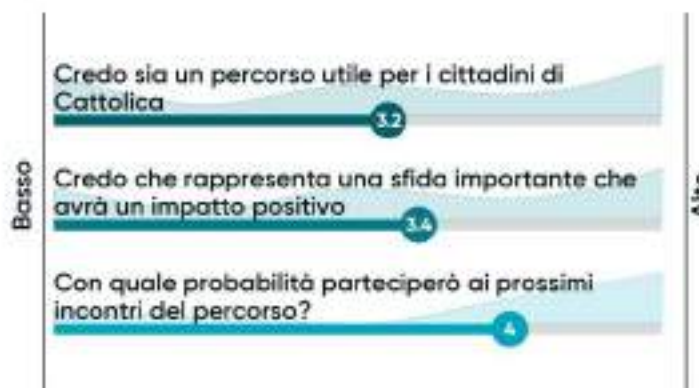 Credo sia un percorso utile per i cittadini di
Cattolica
3.2
Basso
Credo che rappresenta una sfida importante che
avrà un impatto positivo
3.4
Con quale probabilità parteciperò ai prossimi
incontri del percorso?
4